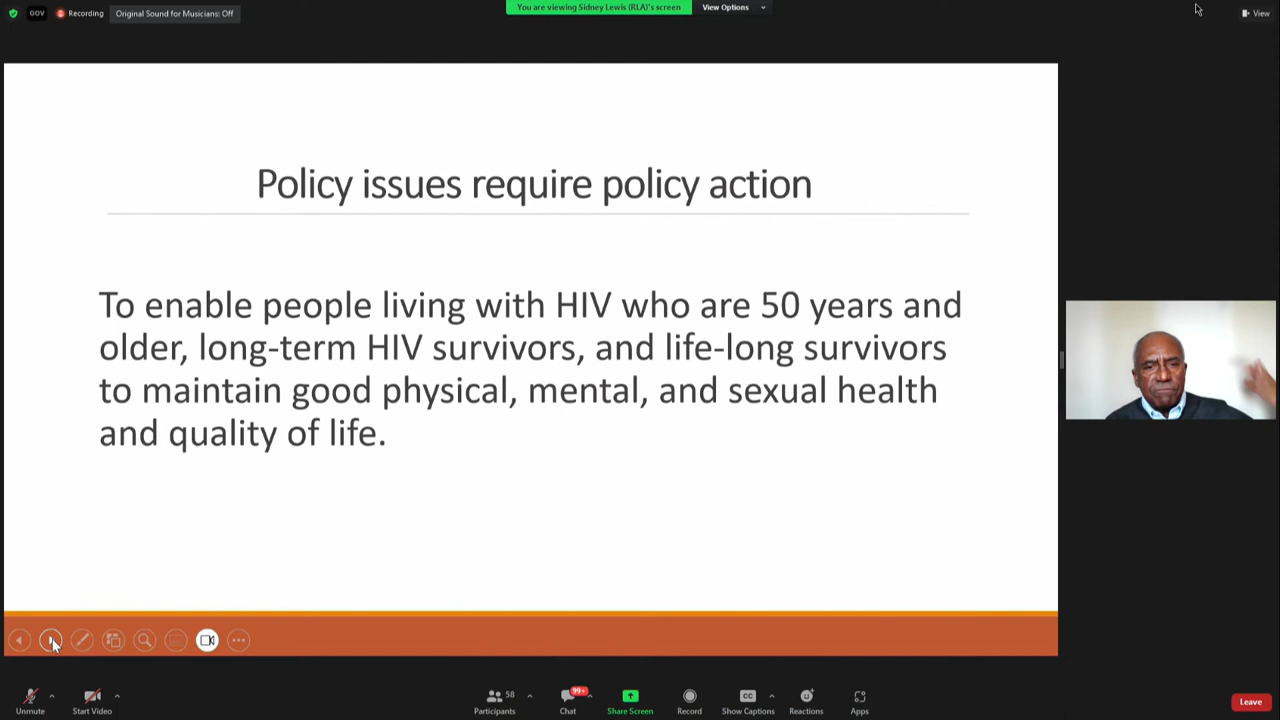 GOV
Recording
Original Sound for Musicians: Off
You are viewing Sidney Lewis (RLA)'s screen
View Options
View
Policy issues require policy action
To enable people living with HIV who are 50 years and
older, long-term HIV survivors, and life-long survivors
to maintain good physical, mental, and sexual health
and quality of life.
58
99+
CC
Unmute
Start Video
Participants
Chat
Share Screen
Record
Show Captions
Reactions
Apps
Leave